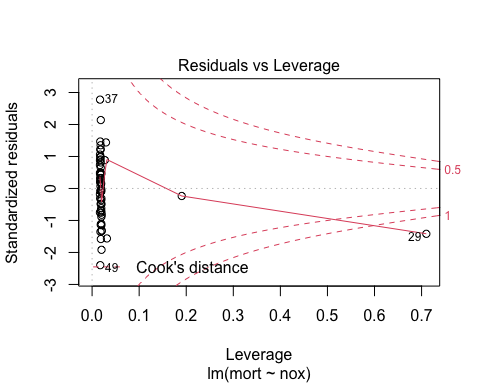 Residuals vs Leverage
Standardized residuals
3
2
1
0
-1
-2
-3
37
49
29
0.5
1
Cook's distance
0.0 0.1 0.2 0.3 0.4 0.5 0.6 0.7
Leverage
lm(mort ~ nox)